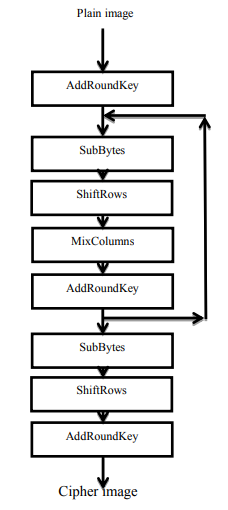 Plain image
AddRoundKey
SubBytes
ShiftRows
MixColumns
AddRoundKey
SubBytes
ShiftRows
AddRoundKey
Cipher image